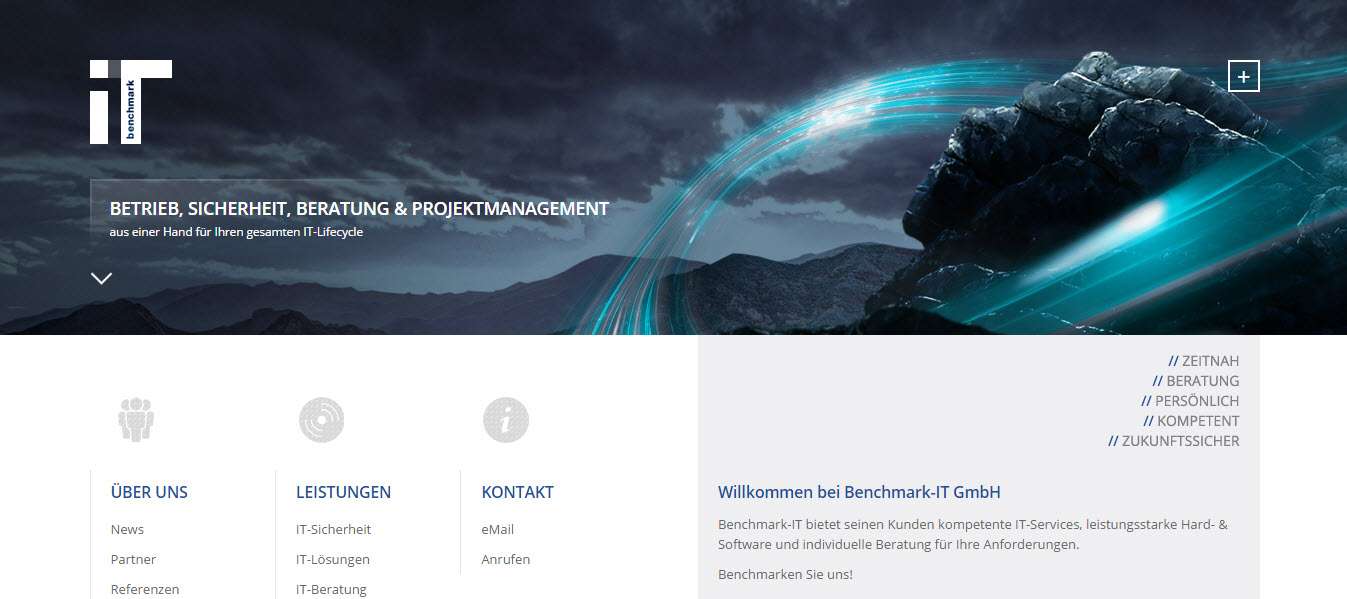 iT
benchmark
+
BETRIEB, SICHERHEIT, BERATUNG & PROJEKTMANAGEMENT
aus einer Hand für Ihren gesamten IT-Lifecycle
// ZEITNAH
// BERATUNG
// PERSÖNLICH
// KOMPETENT
// ZUKUNFTSSICHER
i
ÜBER UNS
News
Partner
Referenzen
LEISTUNGEN
IT-Sicherheit
IT-Lösungen
IT-Beratung
KONTAKT
eMail
Anrufen
Willkommen bei Benchmark-IT GmbH
Benchmark-IT bietet seinen Kunden kompetente IT-Services, leistungsstarke Hard- &
Software und individuelle Beratung für Ihre Anforderungen.
Benchmarken Sie uns!